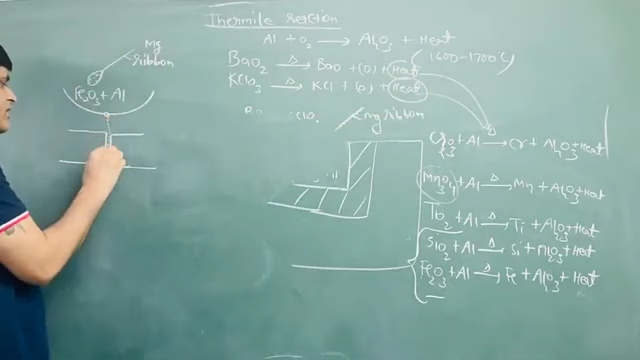 Thermile reaction
Al + O2 → Al2O3 + Heat
BaO2 △→ BaO + (O) + Heat (1600-1700°C)
KClO3 △→ KCl + (O) + Heat
Mg ribbon
Fe2O3 + Al
Mg ribbon
Cr2O3 + Al → Cr + Al2O3 + Heat
Mn3O4 + Al △→ Mn + Al2O3 + Heat
TiO2 + Al △→ Ti + Al2O3 + Heat
SiO2 + Al △→ Si + Al2O3 + Heat
Fe2O3 + Al △→ Fe + Al2O3 + Heat